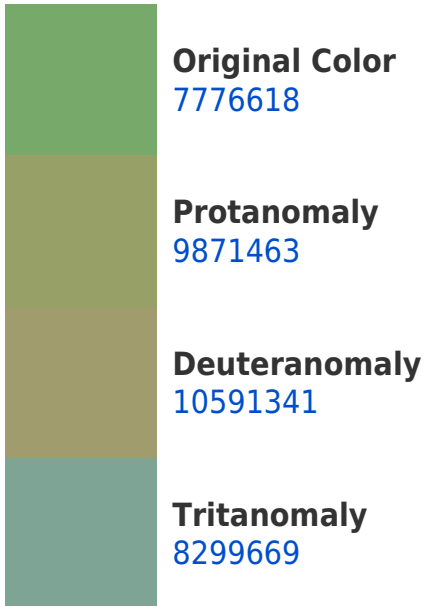 Original Color
7776618
Protanomaly
9871463
Deuteranomaly
10591341
Tritanomaly
8299669